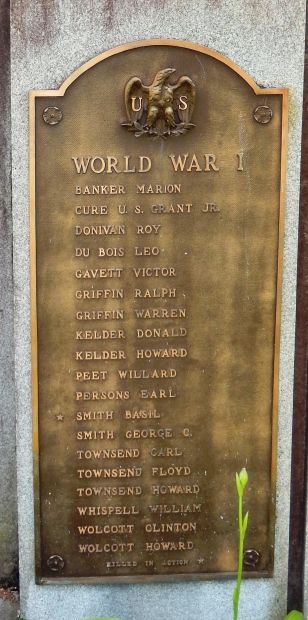 U S
WORLD WAR I
BANKER MARION
CURE U.S. GRANT JR.
DONIVAN ROY
DU BOIS LEO
GAVETT VICTOR
GRIFFIN RALPH
GRIFFIN WARREN
KELDER DONALD
KELDER HOWARD
PEET WILLARD
PERSONS EARL
★ SMITH BASIL
SMITH GEORGE C.
TOWNSEND CARL
TOWNSEND FLOYD
TOWNSEND HOWARD
WHISPELL WILLIAM
WOLCOTT CLINTON
WOLCOTT HOWARD
KILLED IN ACTION ★